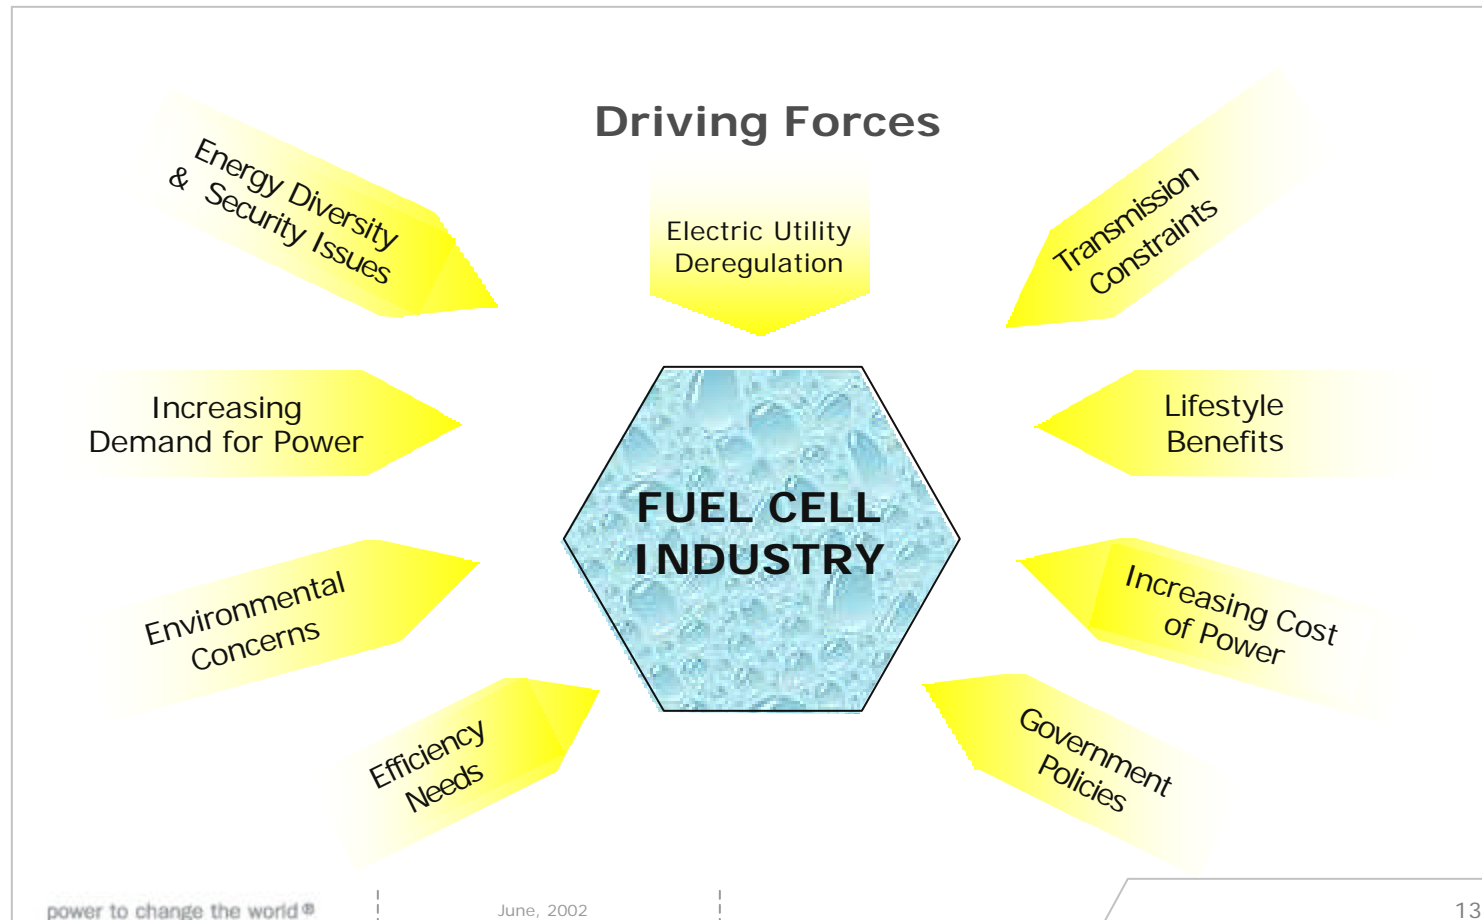 Driving Forces
Energy Diversity
& Security Issues
Electric Utility
Deregulation
Transmission
Constraints
Increasing
Demand for Power
Lifestyle
Benefits
FUEL CELL
INDUSTRY
Environmental
Concerns
Increasing Cost
of Power
Efficiency
Needs
Government
Policies
power to change the world®
June, 2002
13